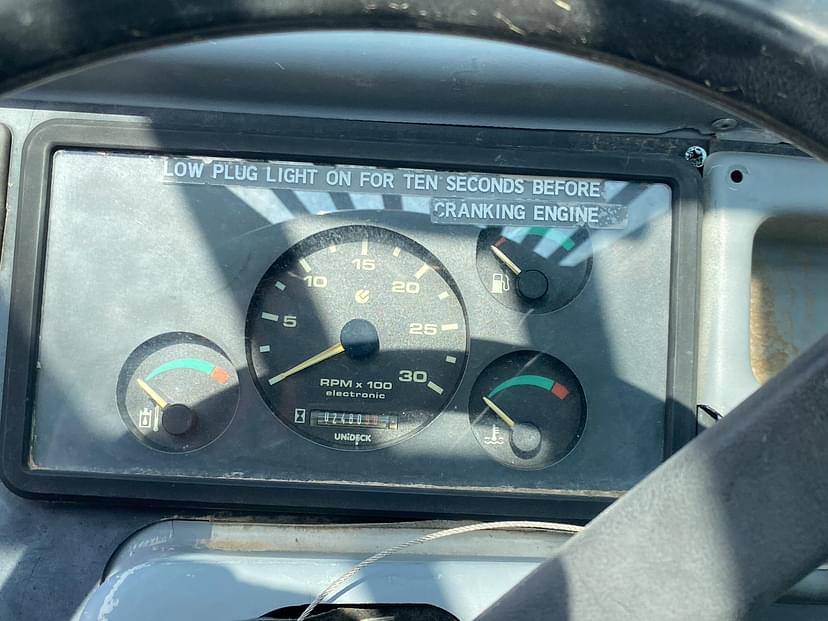 LOW PLUG LIGHT ON FOR TEN SECONDS BEFORE
CRANKING ENGINE
5
10
15
20
25
30
RPM x 100
electronic
UNIDECK